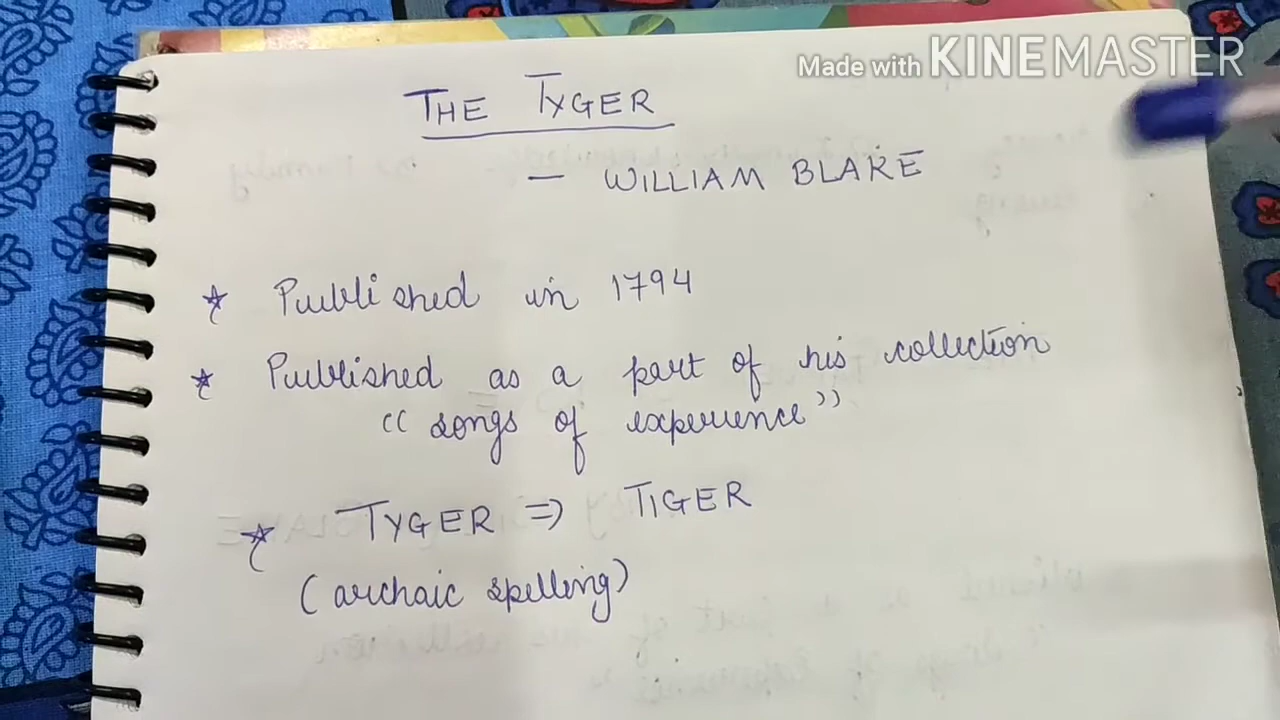 Made with KINEMASTER
THE TYGER
— WILLIAM BLAKE
☆ Published in 1794
☆ Published as a part of his collection
“ songs of experience ”
☆ TYGER ⇒ TIGER
(archaic spelling)